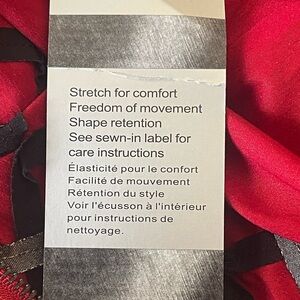 Stretch for comfort
Freedom of movement
Shape retention
See sewn-in label for
care instructions
Élasticité pour le confort
Facilité de mouvement
Rétention du style
Voir l'écusson à l'intérieur
pour instructions de
nettoyage.